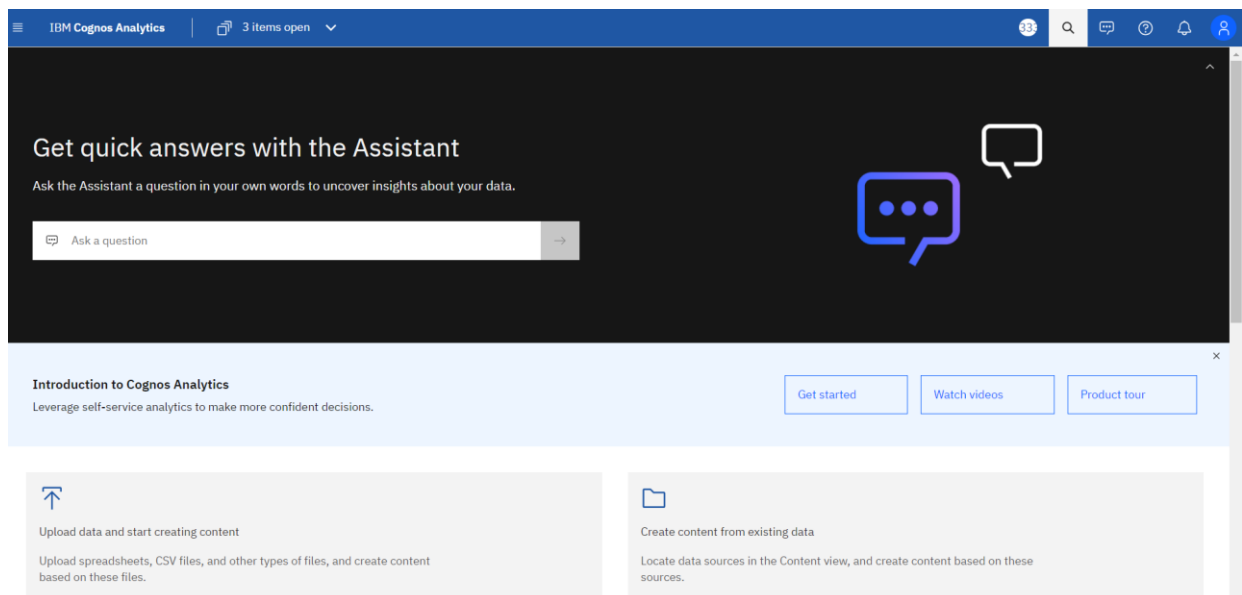 IBM Cognos Analytics
3 items open
Get quick answers with the Assistant
Ask the Assistant a question in your own words to uncover insights about your data.
Ask a question
Introduction to Cognos Analytics
Leverage self-service analytics to make more confident decisions.
Get started
Watch videos
Product tour
Upload data and start creating content
Upload spreadsheets, CSV files, and other types of files, and create content
based on these files.
Create content from existing data
Locate data sources in the Content view, and create content based on these
sources.